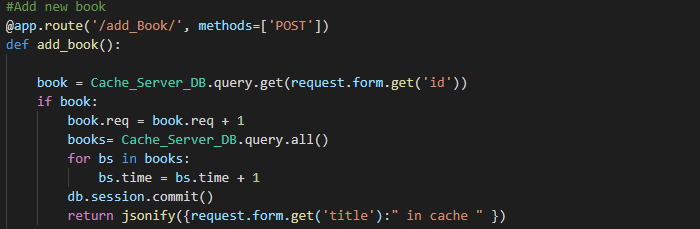 #Add new book
@app.route('/add_Book/', methods=['POST'])
def add_book():
    book = Cache_Server_DB.query.get(request.form.get('id'))
    if book:
        book.req = book.req + 1
        books= Cache_Server_DB.query.all()
        for bs in books:
            bs.time = bs.time + 1
        db.session.commit()
        return jsonify({request.form.get('title'):" in cache " })